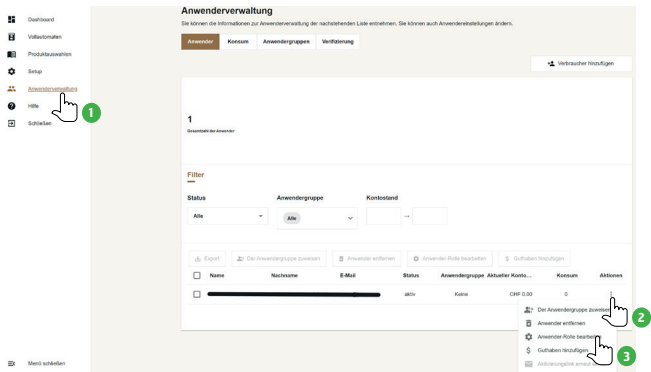 Anwenderverwaltung
Sie können die Informationen zur Anwenderverwaltung der nachstehenden Liste entnehmen. Sie können auch Anwendereinstellungen ändern.
Dashboard
Vollautomaten
Produktauswahlen
Setup
Anwenderverwaltung
Hilfe
Schließen
1
Anwender Konsum Anwendergruppen Verifizierung
Verbraucher hinzufügen
1
Gesamtzahl der Anwender
Filter
Status Anwendergruppe Kontostand
Alle Alle →
Export Der Anwendergruppe zuweisen Anwender entfernen Anwender-Rolle bearbeiten Guthaben hinzufügen
Name Nachname E-Mail Status Anwendergruppe Aktueller Konto... Konsum Aktionen
aktiv Keine CHF 0.00 0
Der Anwendergruppe zuweisen
2
Anwender entfernen
Anwender-Rolle bearbeiten
Guthaben hinzufügen
3
Aktivierungslink erneut
Menü schließen